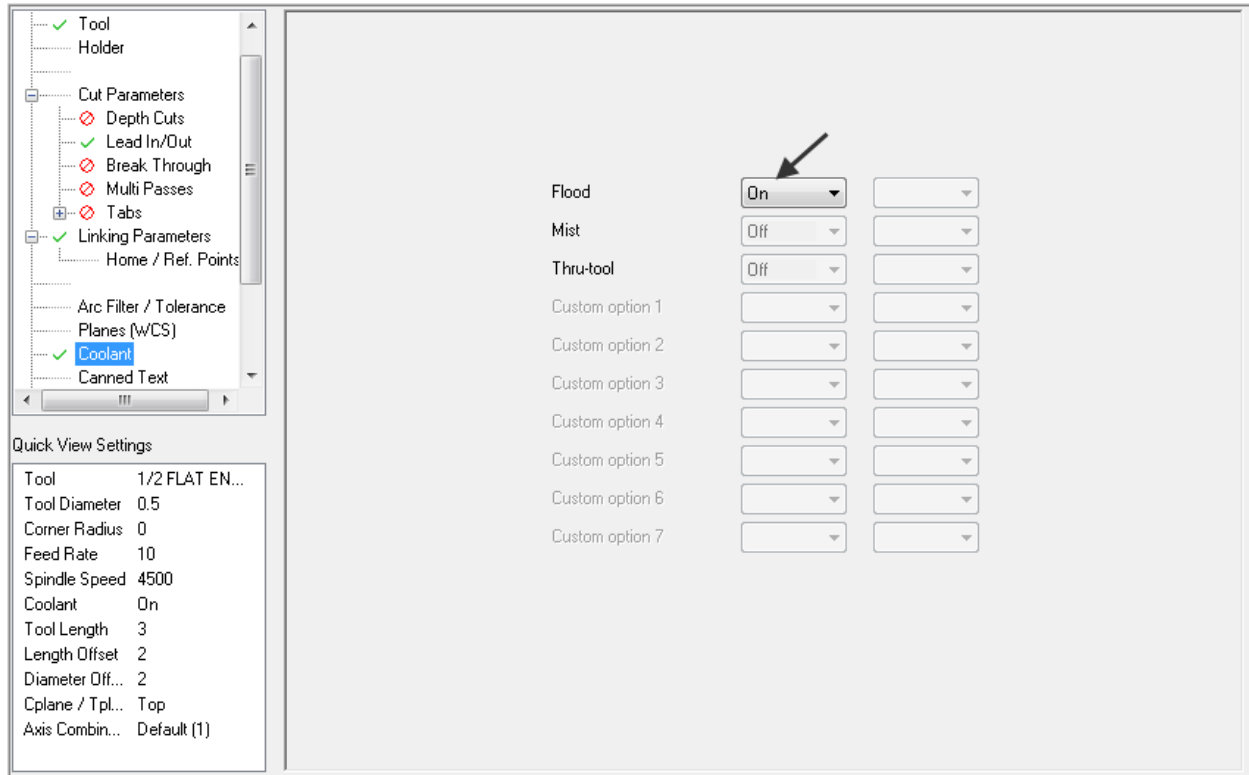 Tool
Holder
Cut Parameters
Depth Cuts
Lead In/Out
Break Through
Multi Passes
Tabs
Linking Parameters
Home / Ref. Points
Arc Filter / Tolerance
Planes (WCS)
Coolant
Canned Text
Quick View Settings
Tool 1/2 FLAT EN...
Tool Diameter 0.5
Corner Radius 0
Feed Rate 10
Spindle Speed 4500
Coolant On
Tool Length 3
Length Offset 2
Diameter Off... 2
Cplane / Tpl... Top
Axis Combin... Default (1)
Flood On
Mist Off
Thru-tool Off
Custom option 1
Custom option 2
Custom option 3
Custom option 4
Custom option 5
Custom option 6
Custom option 7